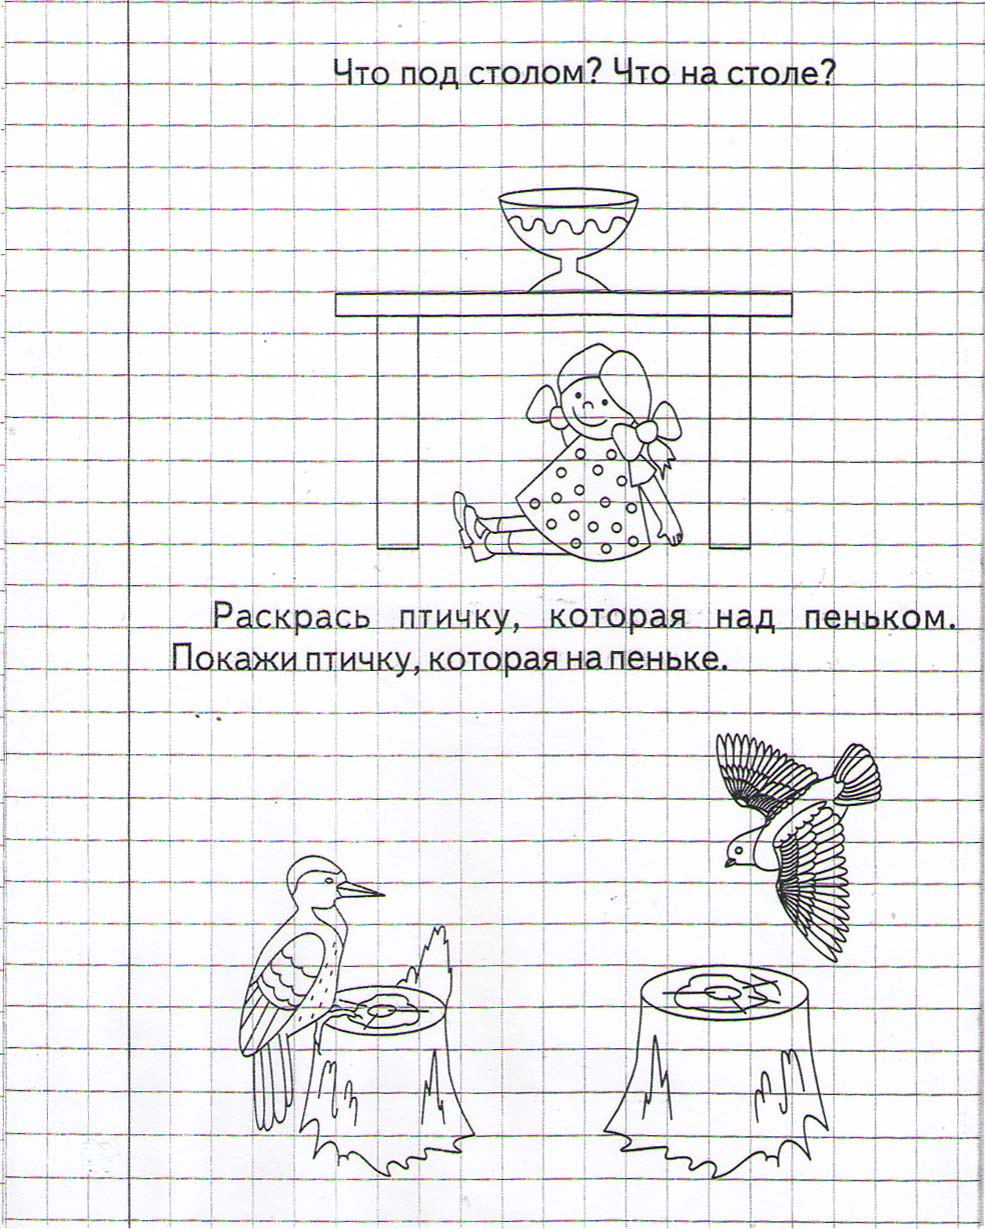 Что под столом? Что на столе?
Раскрась птичку, которая над пеньком.
Покажи птичку, которая на пеньке.